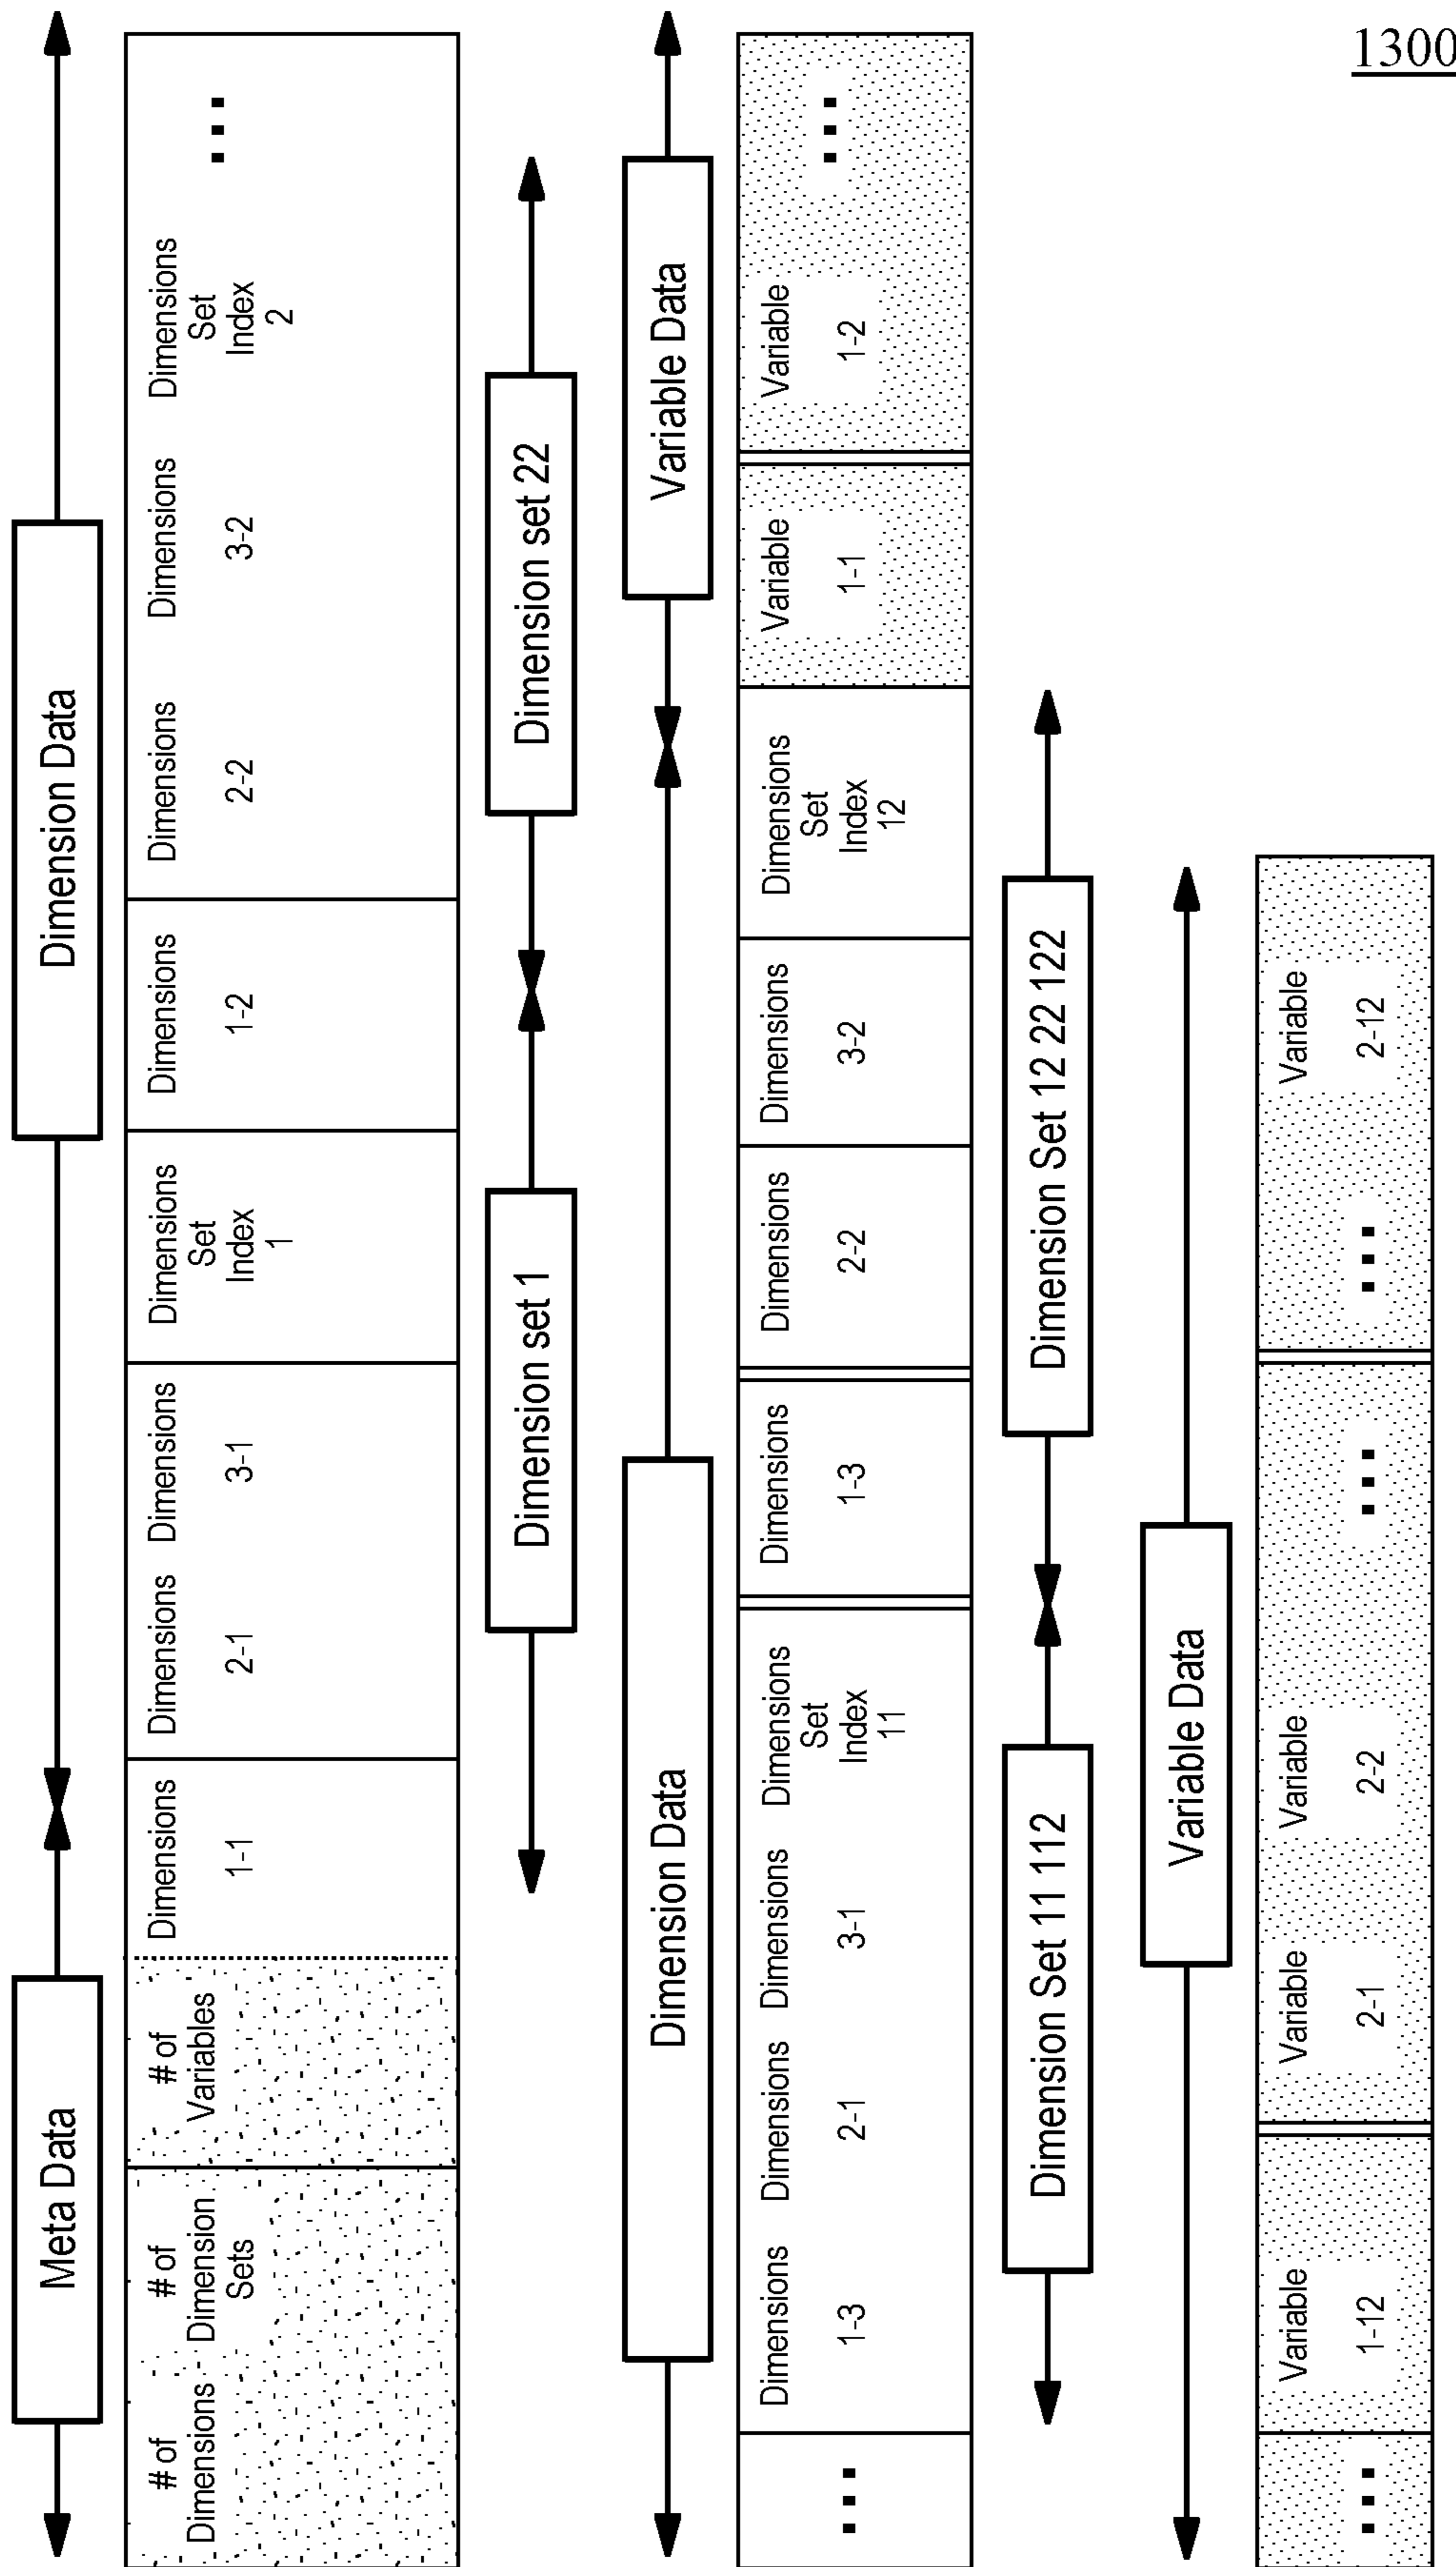 1300
Meta Data
Dimension Data
# of
Dimensions
# of
Dimension
Sets
# of
Variables
Dimensions
1-1
Dimensions
2-1
Dimensions
3-1
Dimensions
Set
Index
1
Dimensions
1-2
Dimensions
2-2
Dimensions
3-2
Dimensions
Set
Index
2
...
Dimension set 1
Dimension set 22
Dimension Data
Variable Data
...
Dimensions
1-3
Dimensions
2-1
Dimensions
3-1
Dimensions
Set
Index
11
Dimensions
1-3
Dimensions
2-2
Dimensions
3-2
Dimensions
Set
Index
12
Variable
1-1
Variable
1-2
...
Dimension Set 11 112
Dimension Set 12 22 122
Variable Data
...
Variable
1-12
Variable
2-1
Variable
2-2
...
...
Variable
2-12